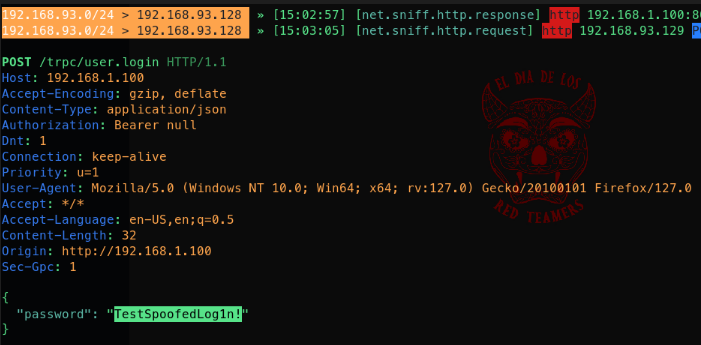 192.168.93.0/24 > 192.168.93.128 » [15:02:57] [net.sniff.http.response] http 192.168.1.100:8
192.168.93.0/24 > 192.168.93.128 » [15:03:05] [net.sniff.http.request] http 192.168.93.129
POST /trpc/user.login HTTP/1.1
Host: 192.168.1.100
Accept-Encoding: gzip, deflate
Content-Type: application/json
Authorization: Bearer null
Dnt: 1
Connection: keep-alive
Priority: u=1
User-Agent: Mozilla/5.0 (Windows NT 10.0; Win64; x64; rv:127.0) Gecko/20100101 Firefox/127.0
Accept: */*
Accept-Language: en-US,en;q=0.5
Content-Length: 32
Origin: http://192.168.1.100
Sec-Gpc: 1
{
"password": "TestSpoofedLog1n!"
}
EL DIA DE LOS
RED TEAMERS